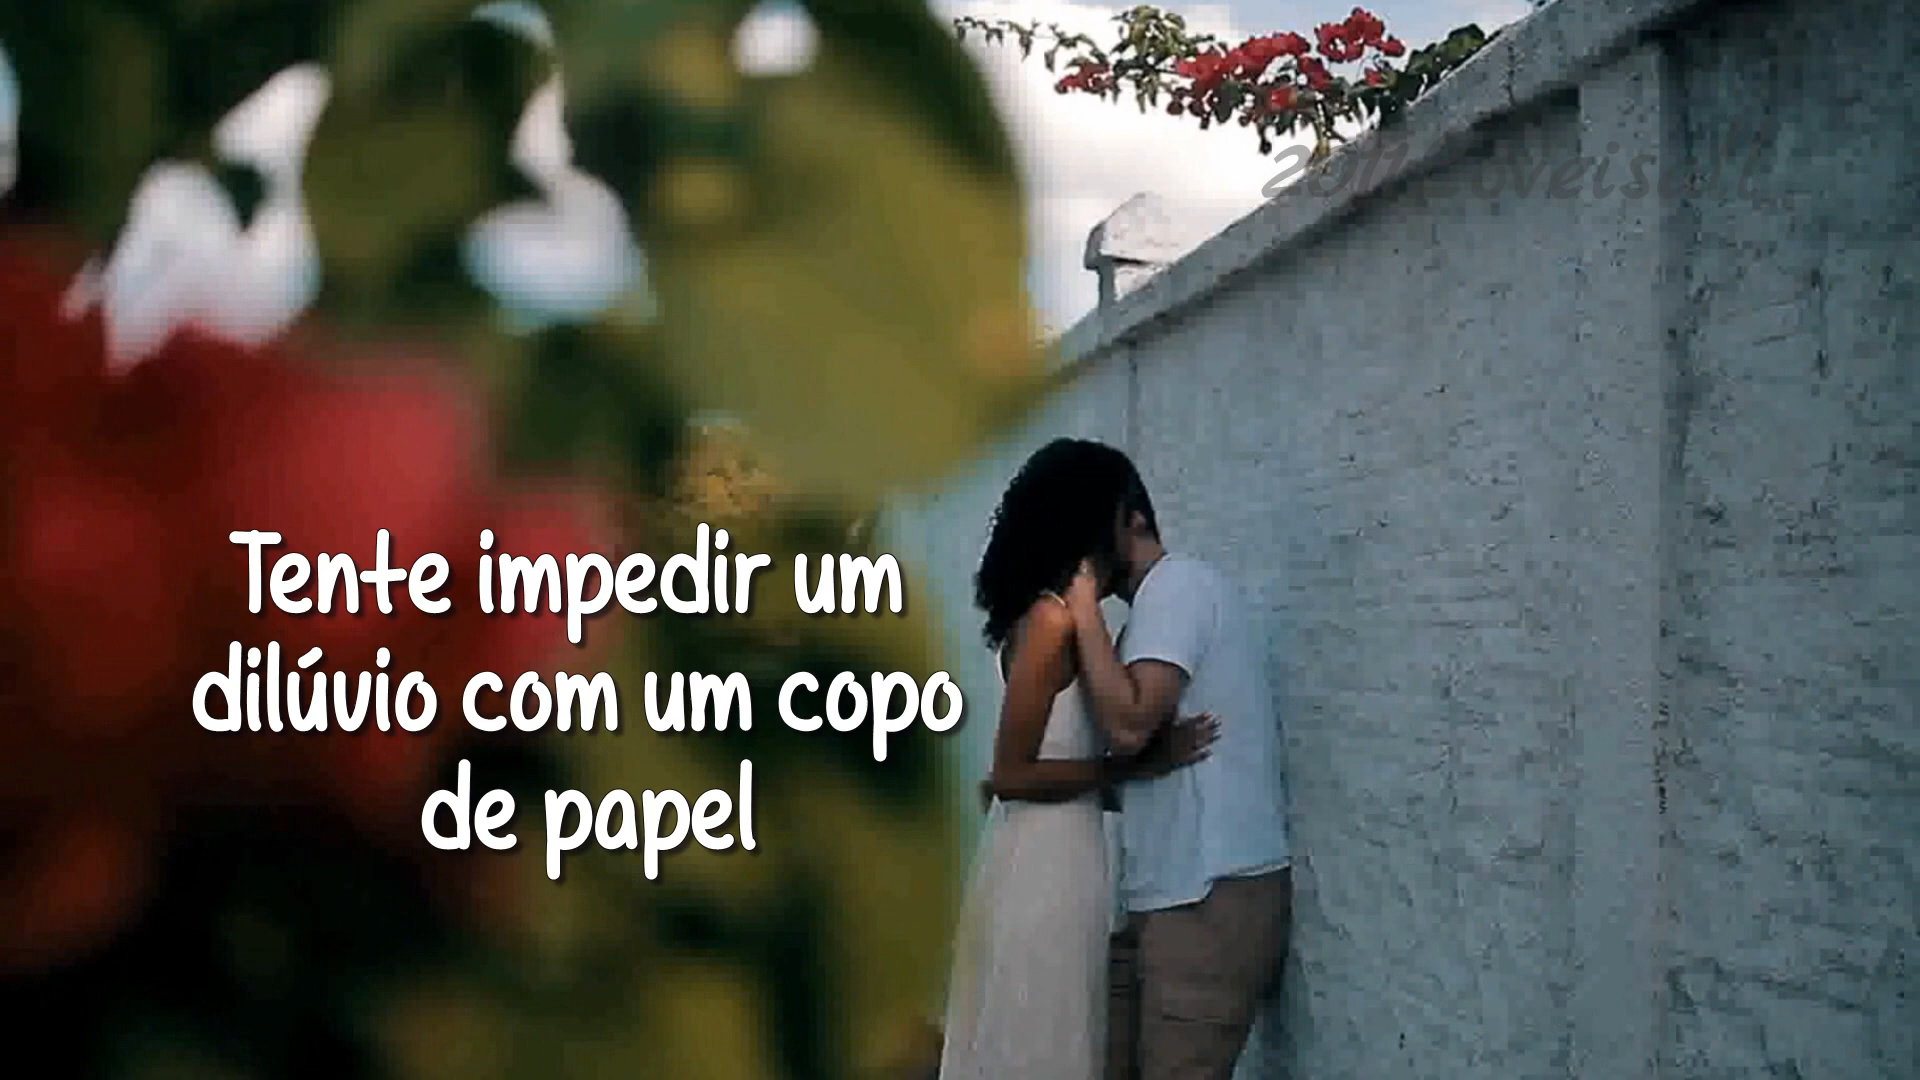 Tente impedir um
dilúvio com um copo
de papel